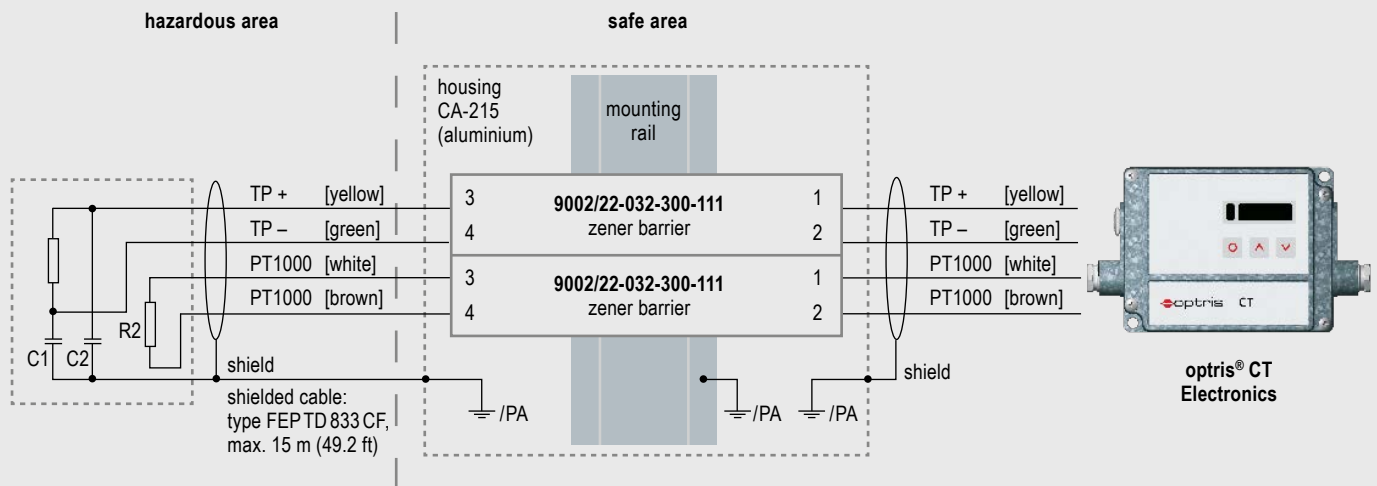 hazardous area
safe area
housing
CA-215
(aluminium)
mounting
rail
TP + [yellow]
TP – [green]
PT1000 [white]
PT1000 [brown]
3
4
9002/22-032-300-111
zener barrier
1
2
3
4
9002/22-032-300-111
zener barrier
1
2
TP + [yellow]
TP – [green]
PT1000 [white]
PT1000 [brown]
C1
C2
R2
shield
shielded cable:
type FEP TD 833 CF,
max. 15 m (49.2 ft)
/PA
/PA
/PA
shield
optris CT
optris® CT
Electronics